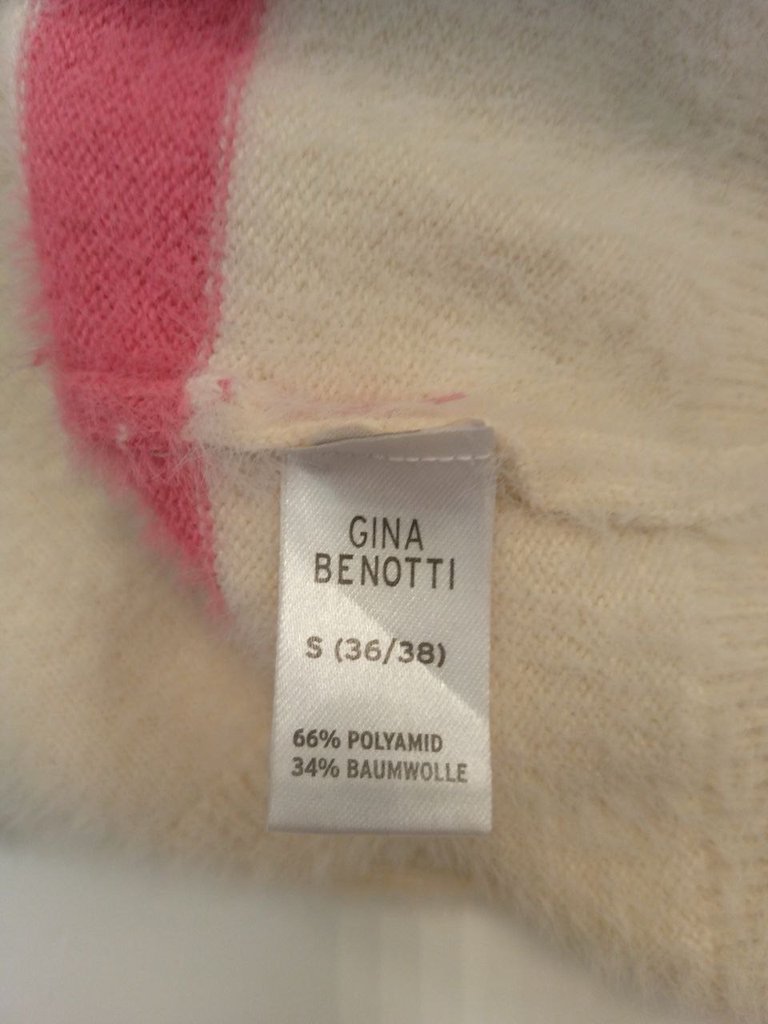 GINA
BENOTTI
S (36/38)
66% POLYAMID
34% BAUMWOLLE